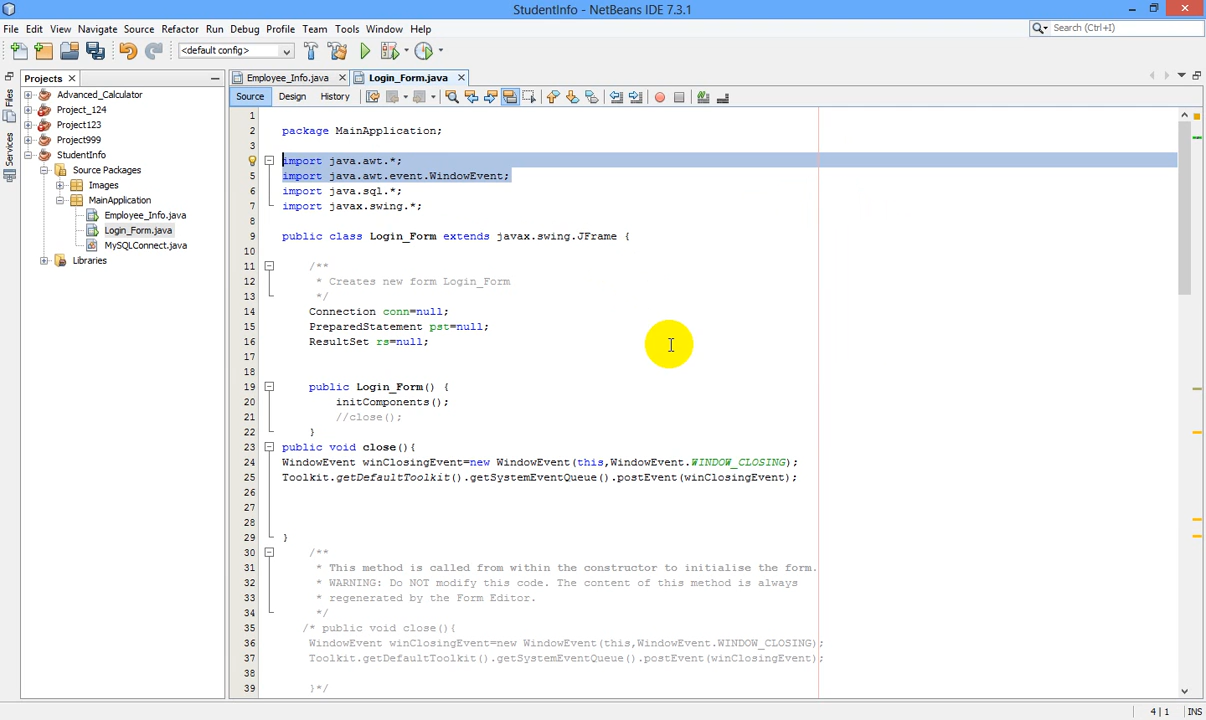 StudentInfo - NetBeans IDE 7.3.1
File Edit View Navigate Source Refactor Run Debug Profile Team Tools Window Help
Search (Ctrl+I)
<default config>
Projects
Employee_Info.java
Login_Form.java
Files
Services
Source Design History
Advanced_Calculator
Project_124
Project123
Project999
StudentInfo
Source Packages
Images
MainApplication
Employee_Info.java
Login_Form.java
MySQLConnect.java
Libraries
1
2 package MainApplication;
3
4 import java.awt.*;
5 import java.awt.event.WindowEvent;
6 import java.sql.*;
7 import javax.swing.*;
8
9 public class Login_Form extends javax.swing.JFrame {
10
11 /**
12 * Creates new form Login_Form
13 */
14 Connection conn=null;
15 PreparedStatement pst=null;
16 ResultSet rs=null;
17
18
19 public Login_Form() {
20 initComponents();
21 //close();
22 }
23 public void close(){
24 WindowEvent winClosingEvent=new WindowEvent(this,WindowEvent.WINDOW_CLOSING);
25 Toolkit.getDefaultToolkit().getSystemEventQueue().postEvent(winClosingEvent);
26
27
28
29 }
30 /**
31 * This method is called from within the constructor to initialise the form.
32 * WARNING: Do NOT modify this code. The content of this method is always
33 * regenerated by the Form Editor.
34 */
35 /* public void close(){
36 WindowEvent winClosingEvent=new WindowEvent(this,WindowEvent.WINDOW_CLOSING);
37 Toolkit.getDefaultToolkit().getSystemEventQueue().postEvent(winClosingEvent);
38
39 }*/
4 | 1 INS